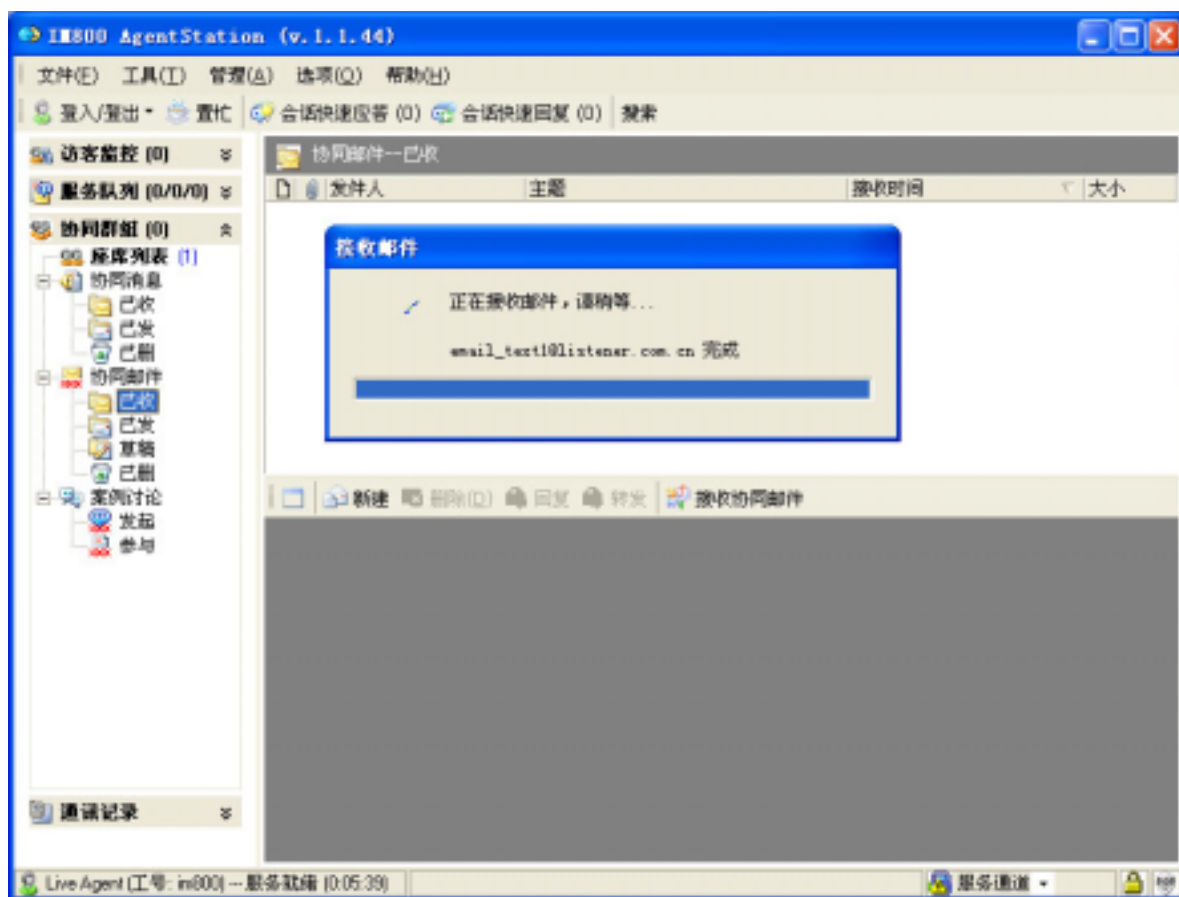 IM800 AgentStation (v.1.1.44)
文件(F) 工具(T) 管理(A) 选项(O) 帮助(H)
登入/登出 置忙 会话快速应答 (0) 会话快速回复 (0) 搜索
访客监控 (0)
服务队列 (0/0/0)
协同群组 (0)
座席列表 (1)
协同消息
已收
已发
已删
协同邮件
已收
已发
草稿
已删
案例讨论
发起
参与
通讯记录
协同邮件--已收
发件人 主题 接收时间 大小
接收邮件
正在接收邮件，请稍等...
email_text1@listener.com.cn 完成
新建 删除(D) 回复 转发 接收协同邮件
Live Agent (工号: im800) -- 服务就绪 (0:05:39)
服务通道